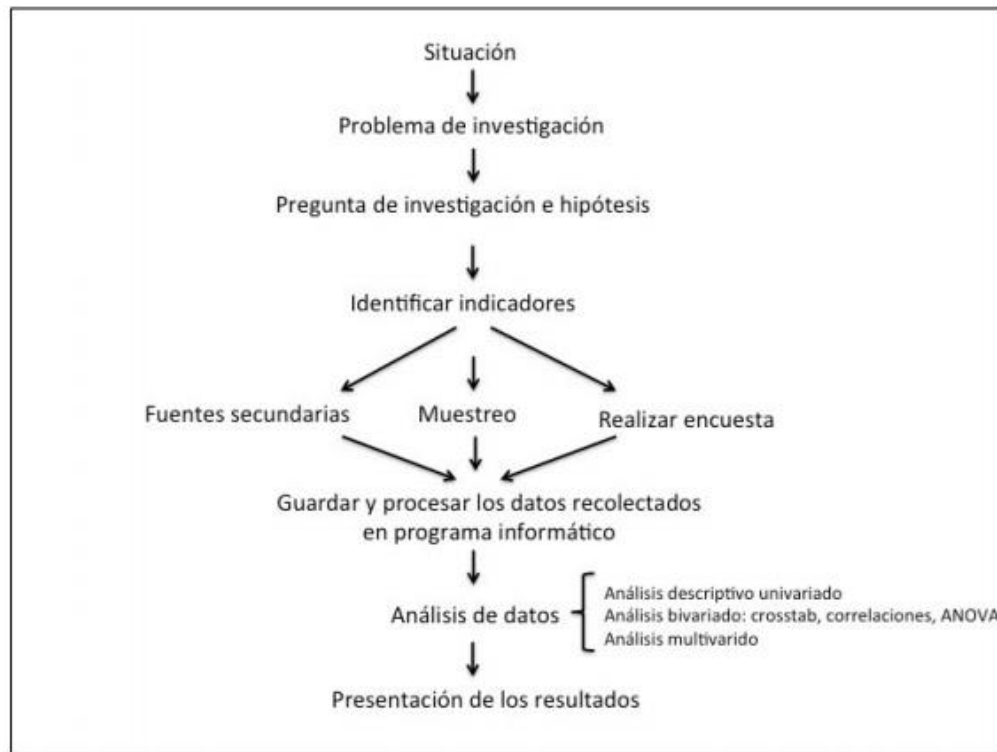 Situación
Problema de investigación
Pregunta de investigación e hipótesis
Identificar indicadores
Fuentes secundarias
Muestreo
Realizar encuesta
Guardar y procesar los datos recolectados
en programa informático
Análisis de datos
Análisis descriptivo univariado
Análisis bivariado: crosstab, correlaciones, ANOVA
Análisis multivarido
Presentación de los resultados